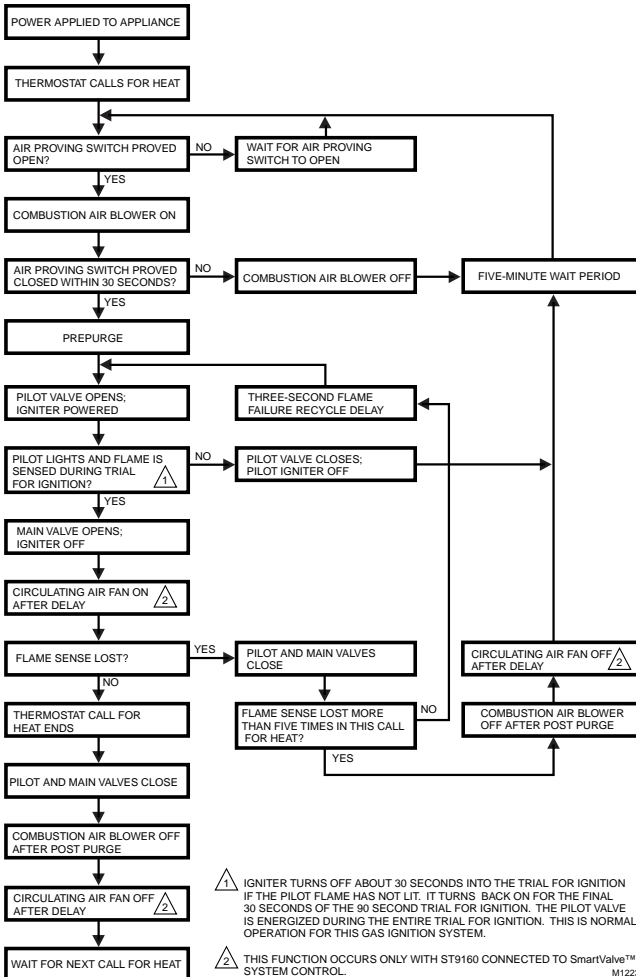 POWER APPLIED TO APPLIANCE
THERMOSTAT CALLS FOR HEAT
AIR PROVING SWITCH PROVED
OPEN?
NO
WAIT FOR AIR PROVING
SWITCH TO OPEN
YES
COMBUSTION AIR BLOWER ON
AIR PROVING SWITCH PROVED
CLOSED WITHIN 30 SECONDS?
NO
COMBUSTION AIR BLOWER OFF
FIVE-MINUTE WAIT PERIOD
YES
PREPURGE
PILOT VALVE OPENS;
IGNITER POWERED
THREE-SECOND FLAME
FAILURE RECYCLE DELAY
PILOT LIGHTS AND FLAME IS
SENSED DURING TRIAL
FOR IGNITION?
1
NO
PILOT VALVE CLOSES;
PILOT IGNITER OFF
YES
MAIN VALVE OPENS;
IGNITER OFF
CIRCULATING AIR FAN ON
AFTER DELAY
2
FLAME SENSE LOST?
YES
PILOT AND MAIN VALVES
CLOSE
CIRCULATING AIR FAN OFF
AFTER DELAY
2
NO
THERMOSTAT CALL FOR
HEAT ENDS
FLAME SENSE LOST MORE
THAN FIVE TIMES IN THIS CALL
FOR HEAT?
NO
COMBUSTION AIR BLOWER
OFF AFTER POST PURGE
YES
PILOT AND MAIN VALVES CLOSE
COMBUSTION AIR BLOWER OFF
AFTER POST PURGE
CIRCULATING AIR FAN OFF
AFTER DELAY
2
WAIT FOR NEXT CALL FOR HEAT
1
IGNITER TURNS OFF ABOUT 30 SECONDS INTO THE TRIAL FOR IGNITION
IF THE PILOT FLAME HAS NOT LIT. IT TURNS BACK ON FOR THE FINAL
30 SECONDS OF THE 90 SECOND TRIAL FOR IGNITION. THE PILOT VALVE
IS ENERGIZED DURING THE ENTIRE TRIAL FOR IGNITION. THIS IS NORMAL
OPERATION FOR THIS GAS IGNITION SYSTEM.
2
THIS FUNCTION OCCURS ONLY WITH ST9160 CONNECTED TO SmartValve™
SYSTEM CONTROL.